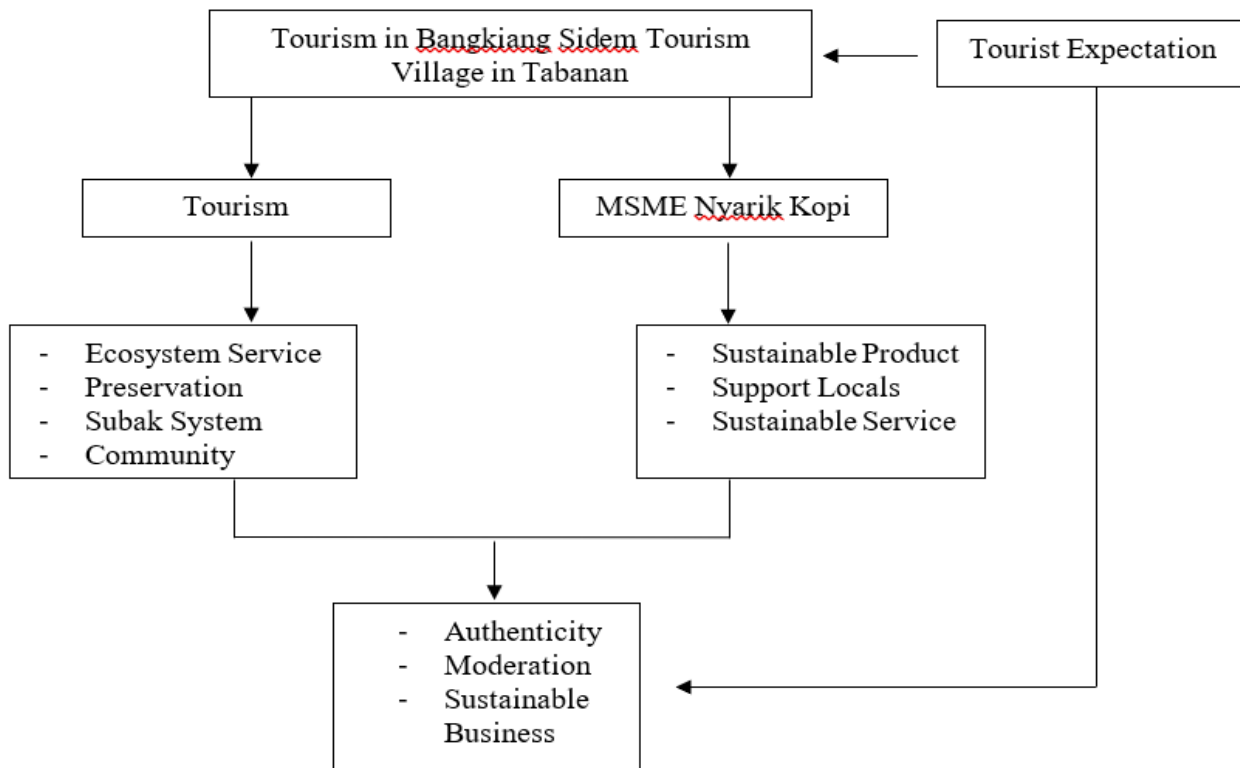 Tourism in Bangkiang Sidem Tourism
Village in Tabanan
Tourist Expectation
Tourism
MSME Nyarik Kopi
- Ecosystem Service
- Preservation
- Subak System
- Community
- Sustainable Product
- Support Locals
- Sustainable Service
- Authenticity
- Moderation
- Sustainable
Business